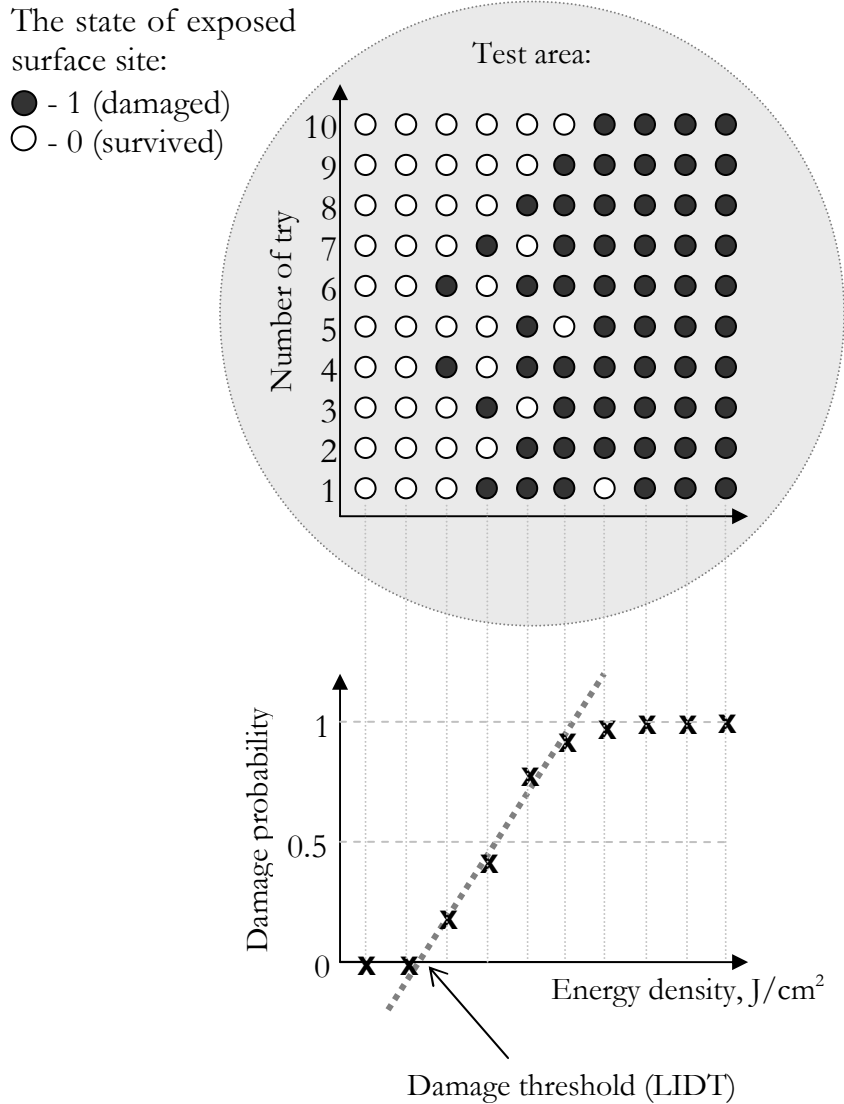 The state of exposed
surface site:
- 1 (damaged)
- 0 (survived)
Test area:
Number of try
10
9
8
7
6
5
4
3
2
1
Damage probability
1
0.5
0
Energy density, J/cm²
Damage threshold (LIDT)